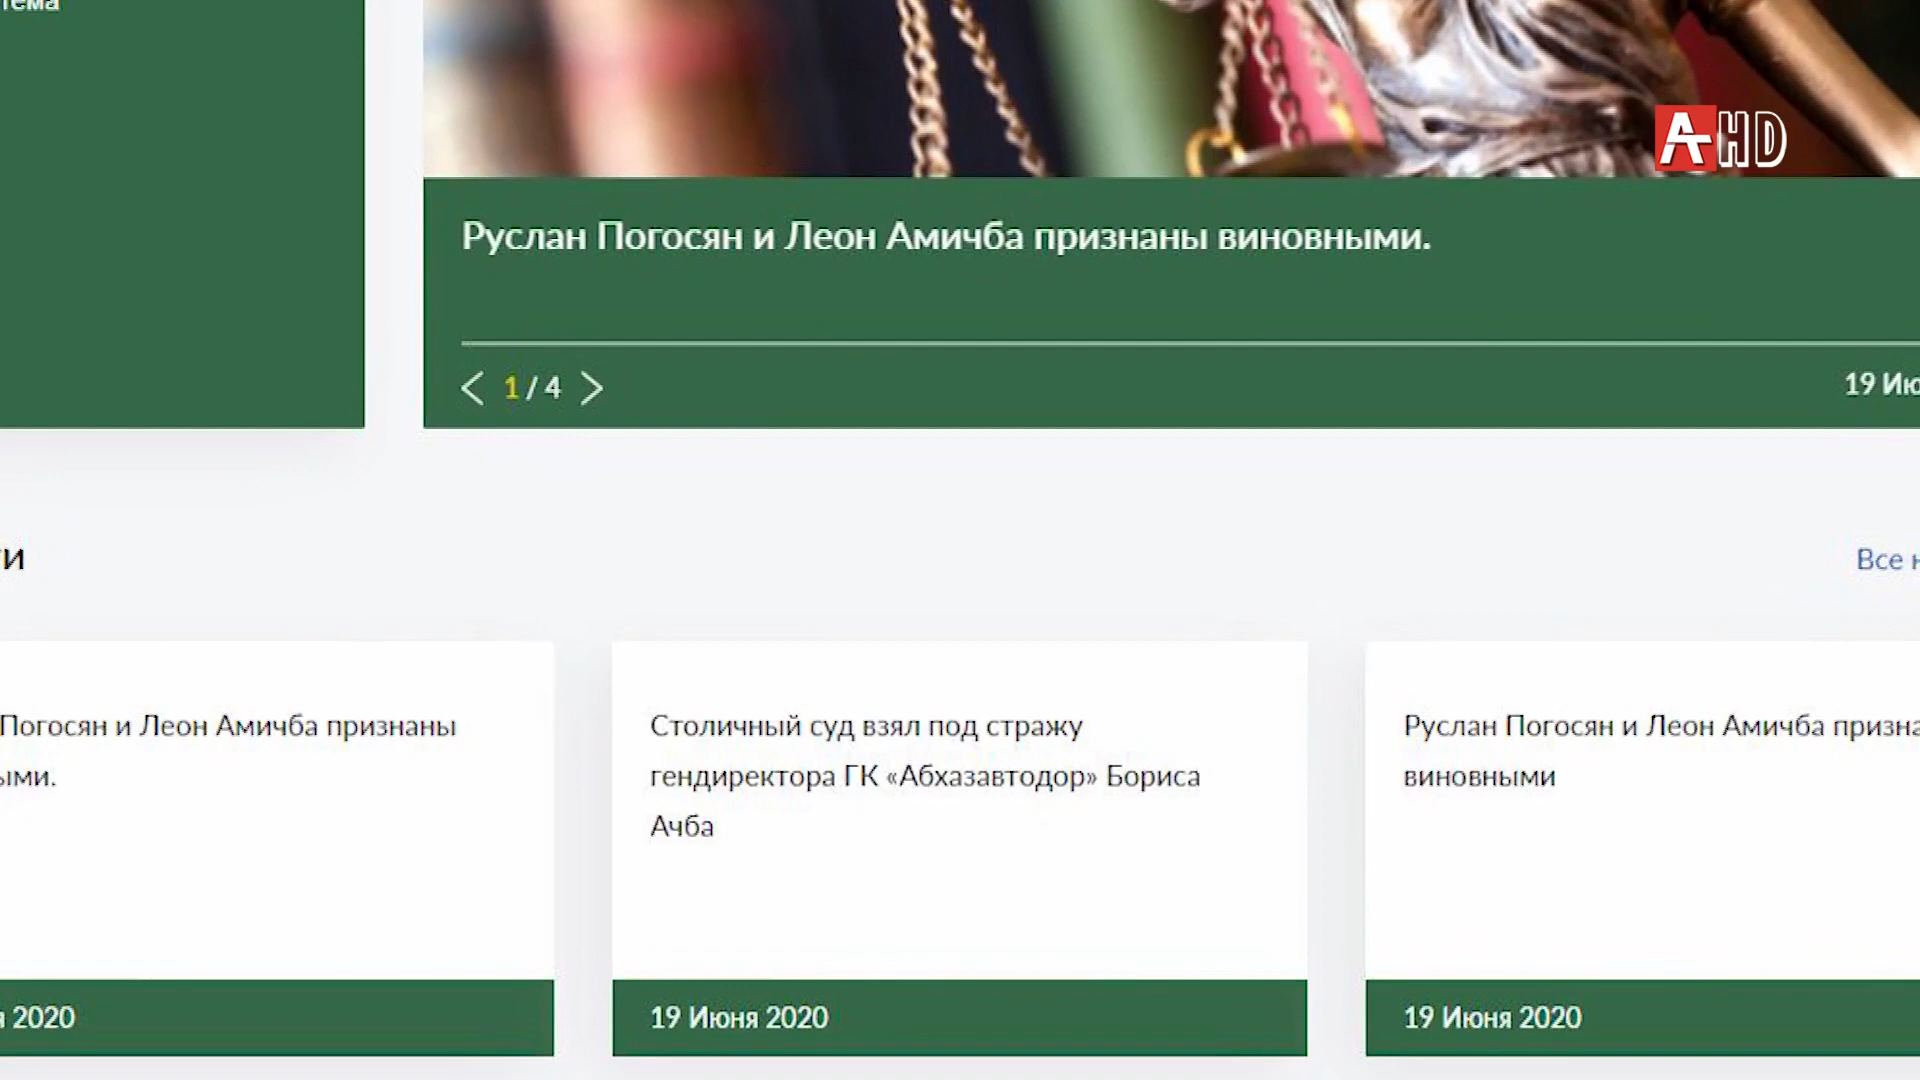 тема
HD
Руслан Погосян и Леон Амичба признаны виновными.
1 / 4
19 Ию
ти
Все н
Погосян и Леон Амичба признаны
ыми.
Столичный суд взял под стражу
гендиректора ГК «Абхазавтодор» Бориса
Ачба
Руслан Погосян и Леон Амичба призна
виновными
я 2020
19 Июня 2020
19 Июня 2020